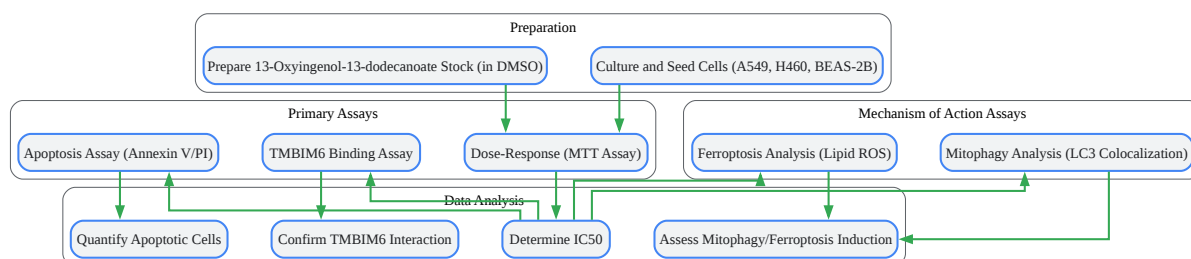 Preparation
Prepare 13-Oxyingenol-13-dodecanoate Stock (in DMSO)
Culture and Seed Cells (A549, H460, BEAS-2B)
Primary Assays
Mechanism of Action Assays
Apoptosis Assay (Annexin V/PI)
TMBIM6 Binding Assay
Dose-Response (MTT Assay)
Ferroptosis Analysis (Lipid ROS)
Mitophagy Analysis (LC3 Colocalization)
Data Analysis
Quantify Apoptotic Cells
Confirm TMBIM6 Interaction
Determine IC50
Assess Mitophagy/Ferroptosis Induction